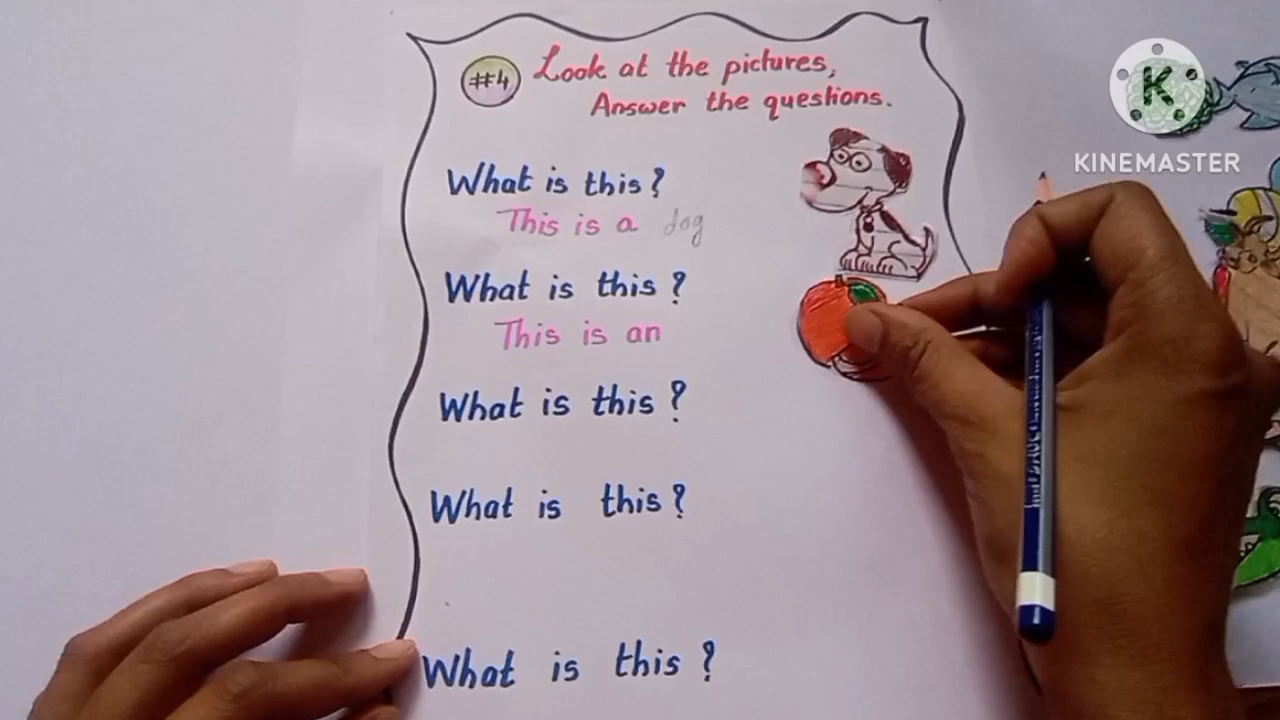 #4 Look at the pictures,
Answer the questions.
What is this?
This is a dog
What is this?
This is an
What is this?
What is this?
What is this?
K
KINEMASTER